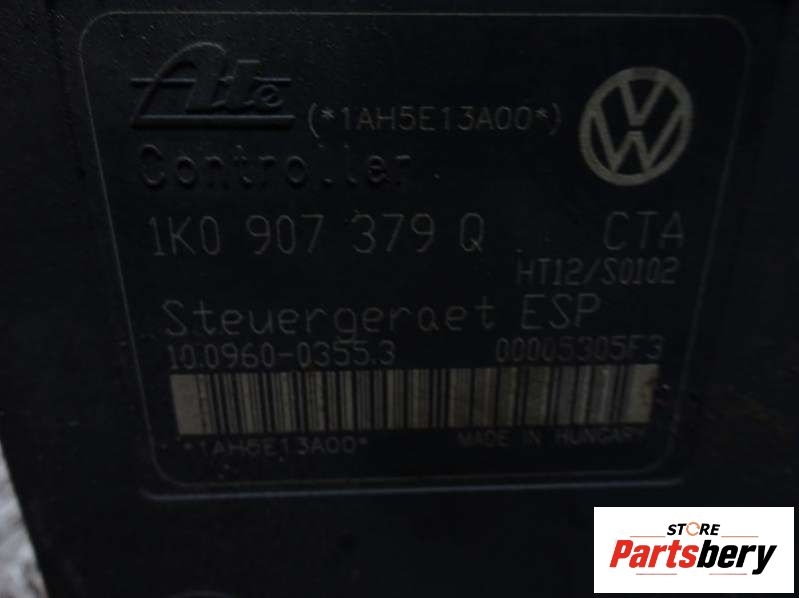 Ate (*1AH5E13A00*)
Controller
1K0 907 379 Q CTA
HT12/S0102
Steuergeraet ESP
10.0960-0355.3 00005305F3
*1AH5E13A00* MADE IN HUNGARY
STORE
Partsbery